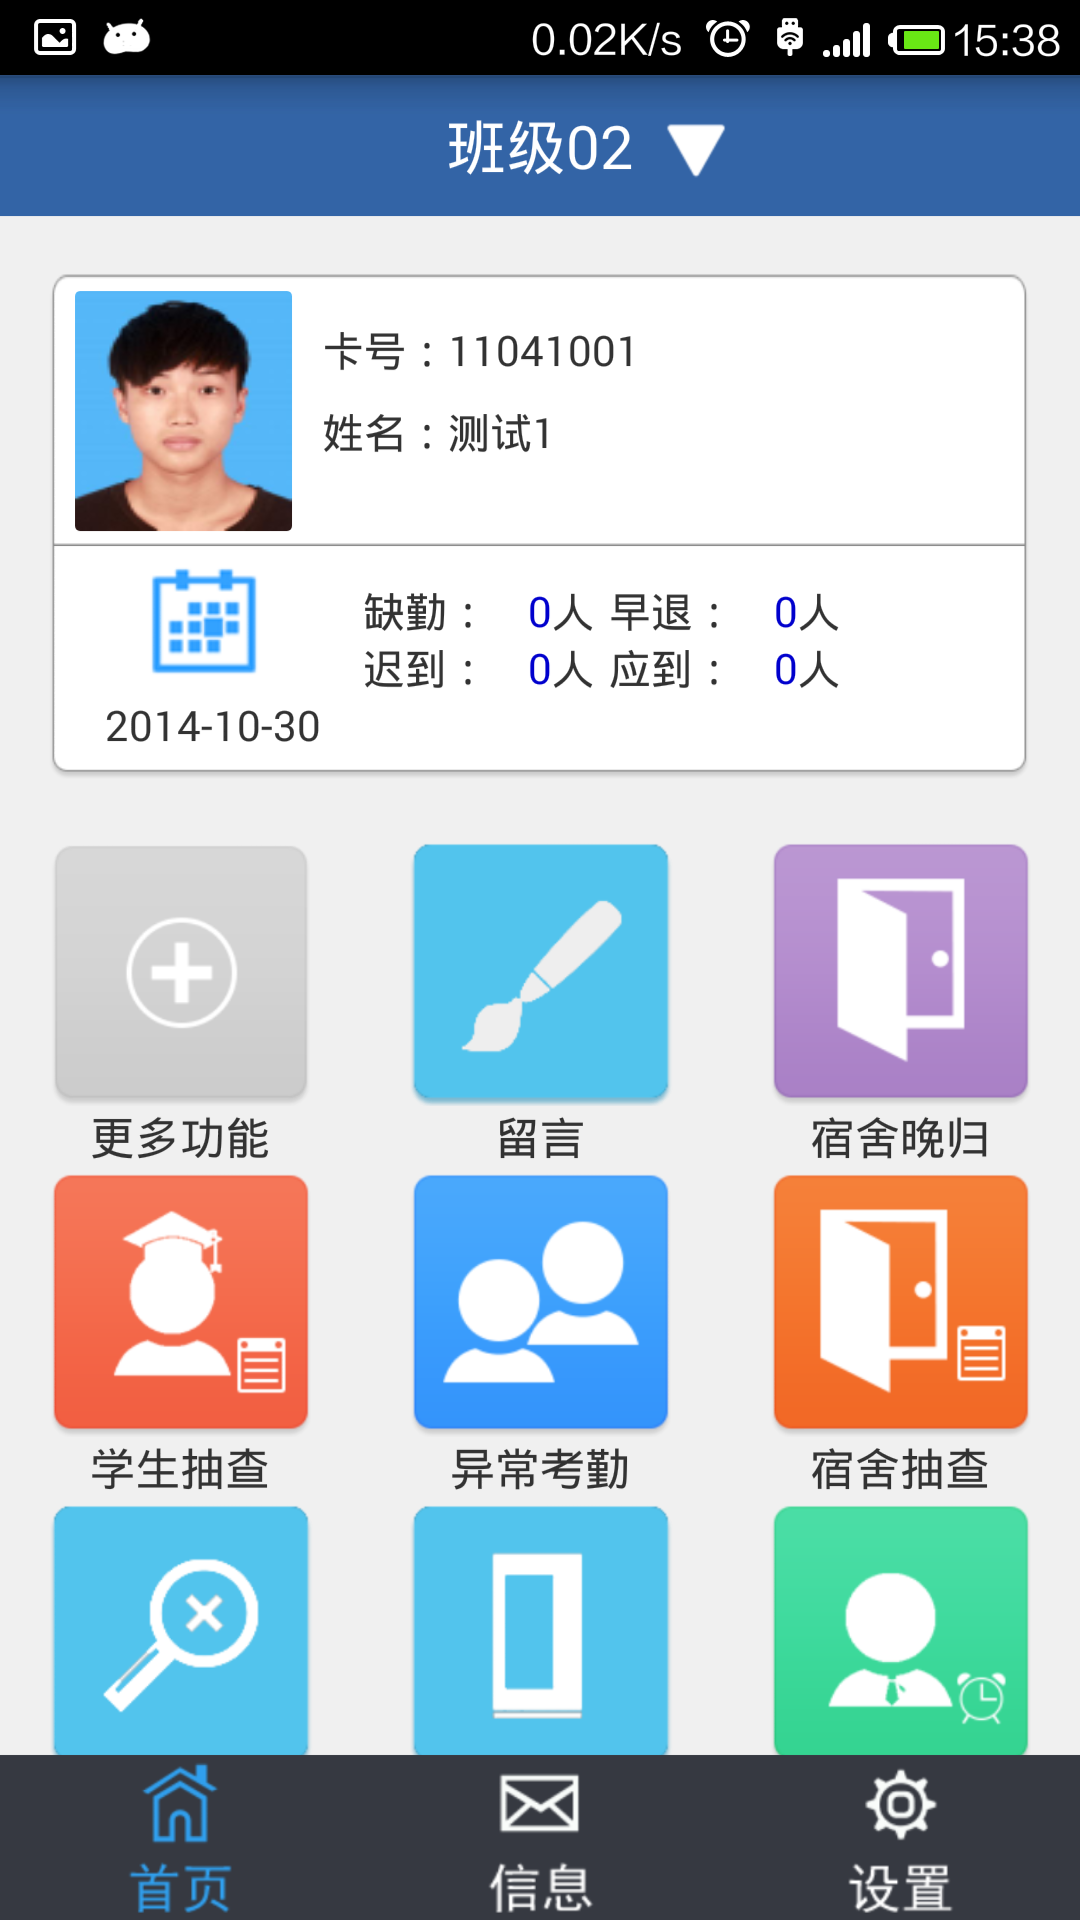 0.02K/s 15:38
班级02
卡号：11041001
姓名：测试1
缺勤： 0人 早退： 0人
迟到： 0人 应到： 0人
2014-10-30
更多功能 留言 宿舍晚归
学生抽查 异常考勤 宿舍抽查
首页 信息 设置